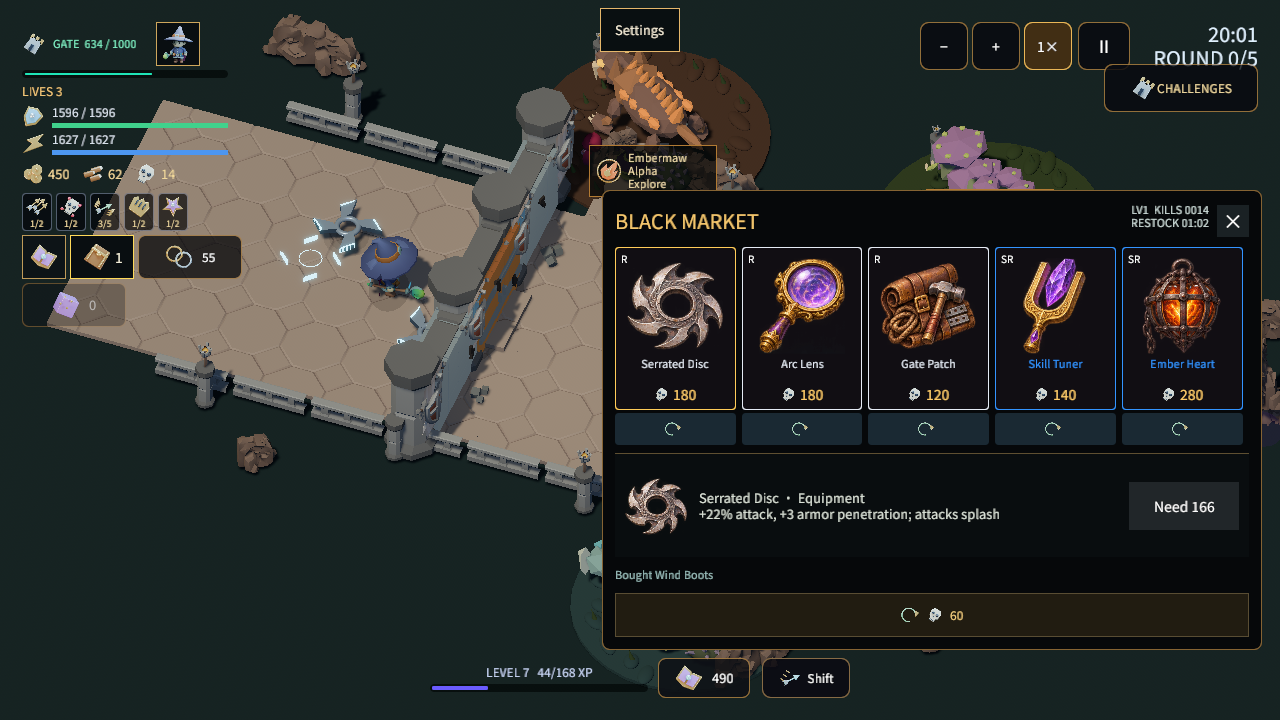 Settings
GATE 634 / 1000
LIVES 3
1596 / 1596
1627 / 1627
450 62 14
1/2 1/2 3/5 1/2 1/2
1 55
0
− + 1× II
20:01
ROUND 0/5
CHALLENGES
Embermaw
Alpha
Explore
BLACK MARKET
LV1 KILLS 0014
RESTOCK 01:02
R R R SR SR
Serrated Disc Arc Lens Gate Patch Skill Tuner Ember Heart
180 180 120 140 280
Serrated Disc • Equipment
+22% attack, +3 armor penetration; attacks splash
Need 166
Bought Wind Boots
60
LEVEL 7 44/168 XP
490 Shift